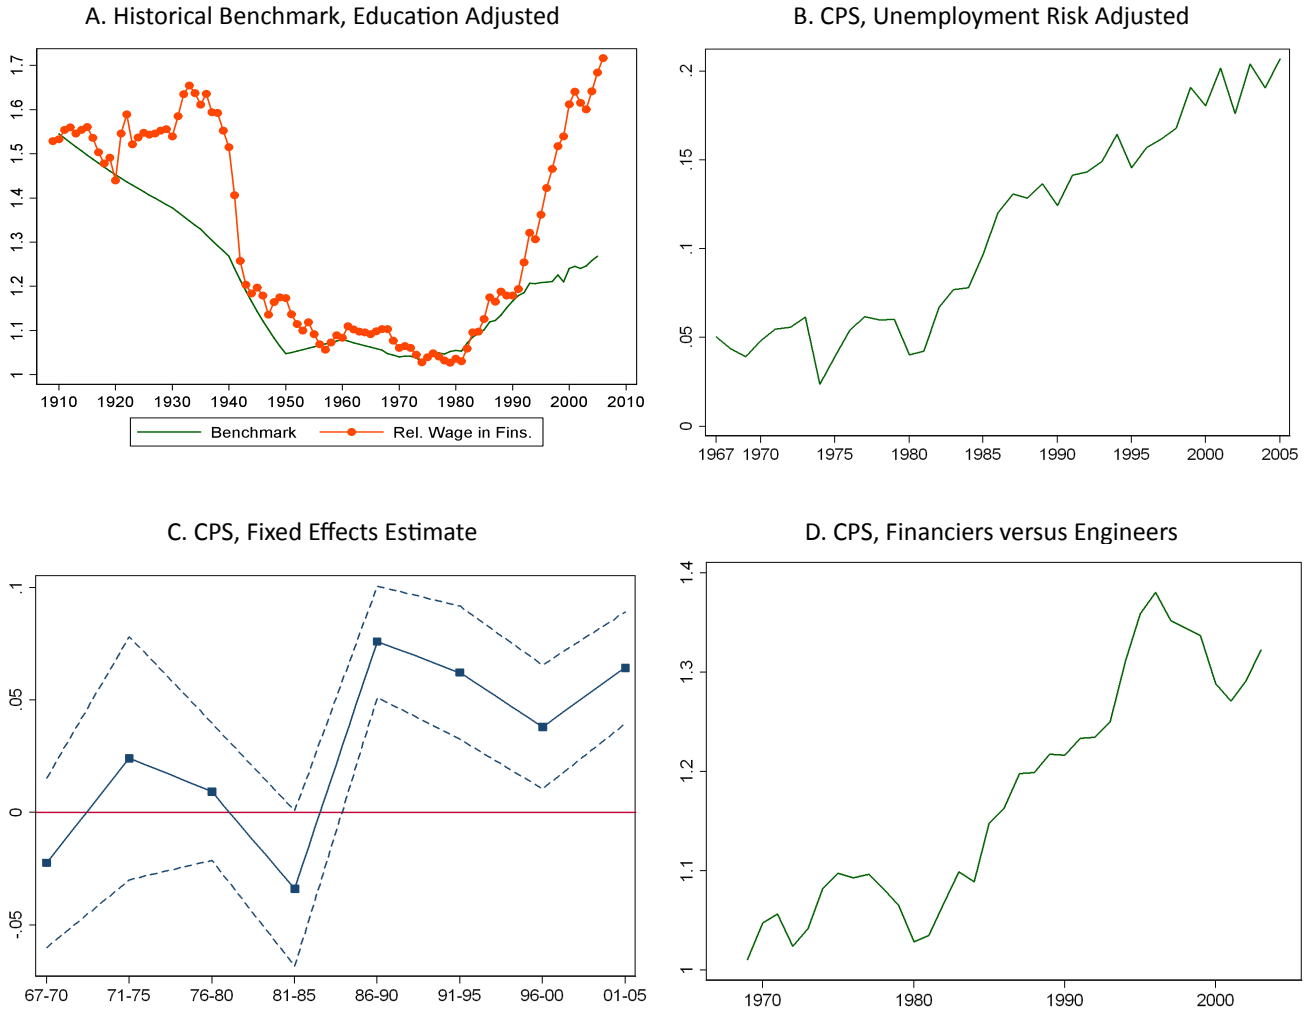 A. Historical Benchmark, Education Adjusted
1.7
1.6
1.5
1.4
1.3
1.2
1.1
1
1910 1920 1930 1940 1950 1960 1970 1980 1990 2000 2010
Benchmark Rel. Wage in Fins.
B. CPS, Unemployment Risk Adjusted
.2
.15
.1
.05
0
1967 1970 1975 1980 1985 1990 1995 2000 2005
C. CPS, Fixed Effects Estimate
.1
.05
0
-.05
67-70 71-75 76-80 81-85 86-90 91-95 96-00 01-05
D. CPS, Financiers versus Engineers
1.4
1.3
1.2
1.1
1
1970 1980 1990 2000